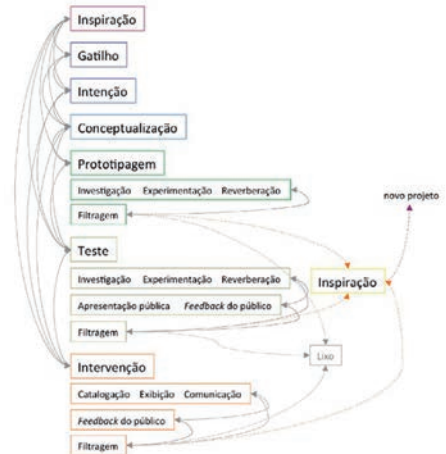 Inspiração
Gatilho
Intenção
Conceptualização
Prototipagem
Investigação Experimentação Reverberação
Filtragem
novo projeto
Teste
Investigação Experimentação Reverberação
Inspiração
Apresentação pública Feedback do público
Filtragem
Lixo
Intervenção
Catalogação Exibição Comunicação
Feedback do público
Filtragem